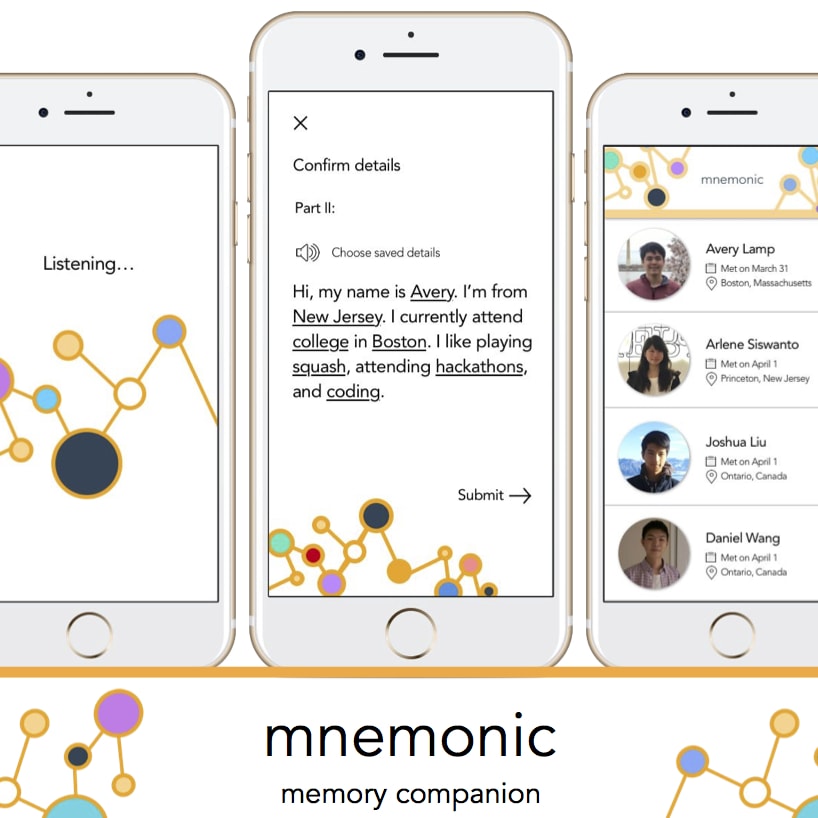 Listening…
Confirm details
Part II:
Choose saved details
Hi, my name is Avery. I’m from
New Jersey. I currently attend
college in Boston. I like playing
squash, attending hackathons,
and coding.
Submit
mnemonic
Avery Lamp
Met on March 31
Boston, Massachusetts
Arlene Siswanto
Met on April 1
Princeton, New Jersey
Joshua Liu
Met on April 1
Ontario, Canada
Daniel Wang
Met on April 1
Ontario, Canada
mnemonic
memory companion